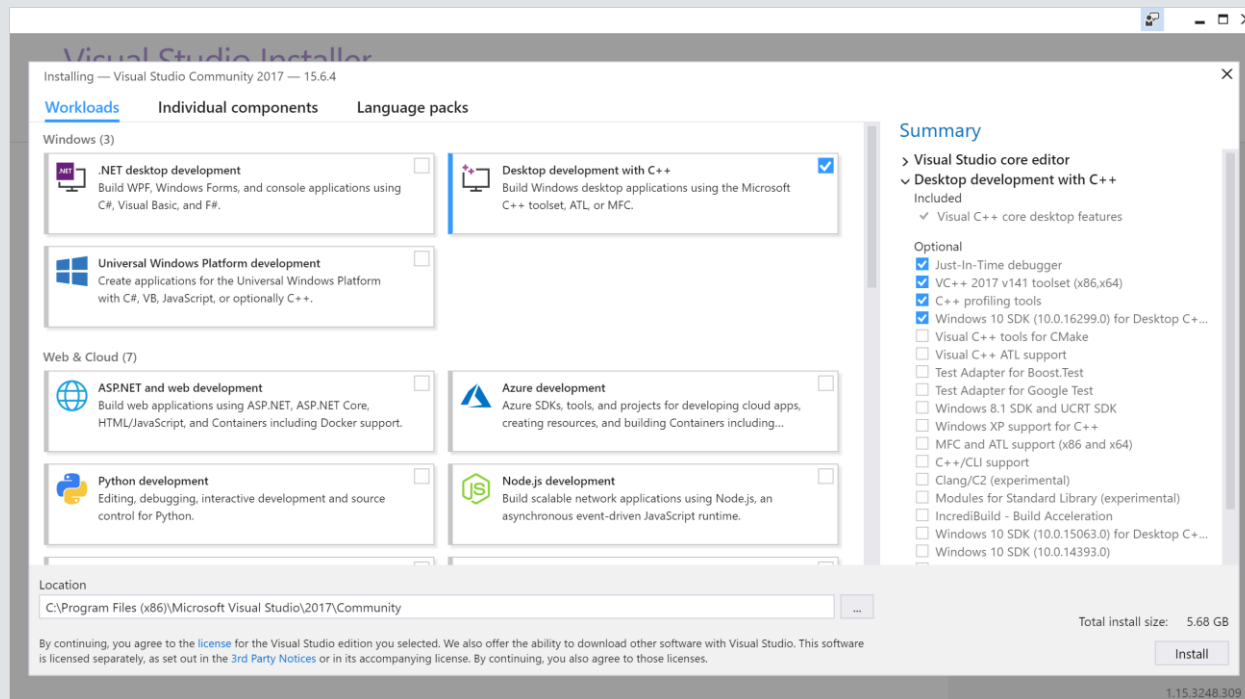 Visual Studio Installer
Installing — Visual Studio Community 2017 — 15.6.4
Workloads
Individual components
Language packs
Windows (3)
.NET
.NET desktop development
Build WPF, Windows Forms, and console applications using
C#, Visual Basic, and F#.
Desktop development with C++
Build Windows desktop applications using the Microsoft
C++ toolset, ATL, or MFC.
Universal Windows Platform development
Create applications for the Universal Windows Platform
with C#, VB, JavaScript, or optionally C++.
Web & Cloud (7)
ASP.NET and web development
Build web applications using ASP.NET, ASP.NET Core,
HTML/JavaScript, and Containers including Docker support.
Azure development
Azure SDKs, tools, and projects for developing cloud apps,
creating resources, and building Containers including...
Python development
Editing, debugging, interactive development and source
control for Python.
JS
Node.js development
Build scalable network applications using Node.js, an
asynchronous event-driven JavaScript runtime.
Summary
Visual Studio core editor
Desktop development with C++
Included
Visual C++ core desktop features
Optional
Just-In-Time debugger
VC++ 2017 v141 toolset (x86,x64)
C++ profiling tools
Windows 10 SDK (10.0.16299.0) for Desktop C+...
Visual C++ tools for CMake
Visual C++ ATL support
Test Adapter for Boost.Test
Test Adapter for Google Test
Windows 8.1 SDK and UCRT SDK
Windows XP support for C++
MFC and ATL support (x86 and x64)
C++/CLI support
Clang/C2 (experimental)
Modules for Standard Library (experimental)
IncrediBuild - Build Acceleration
Windows 10 SDK (10.0.15063.0) for Desktop C+...
Windows 10 SDK (10.0.14393.0)
Location
C:\Program Files (x86)\Microsoft Visual Studio\2017\Community
...
Total install size: 5.68 GB
By continuing, you agree to the license for the Visual Studio edition you selected. We also offer the ability to download other software with Visual Studio. This software
is licensed separately, as set out in the 3rd Party Notices or in its accompanying license. By continuing, you also agree to those licenses.
Install
1.15.3248.309